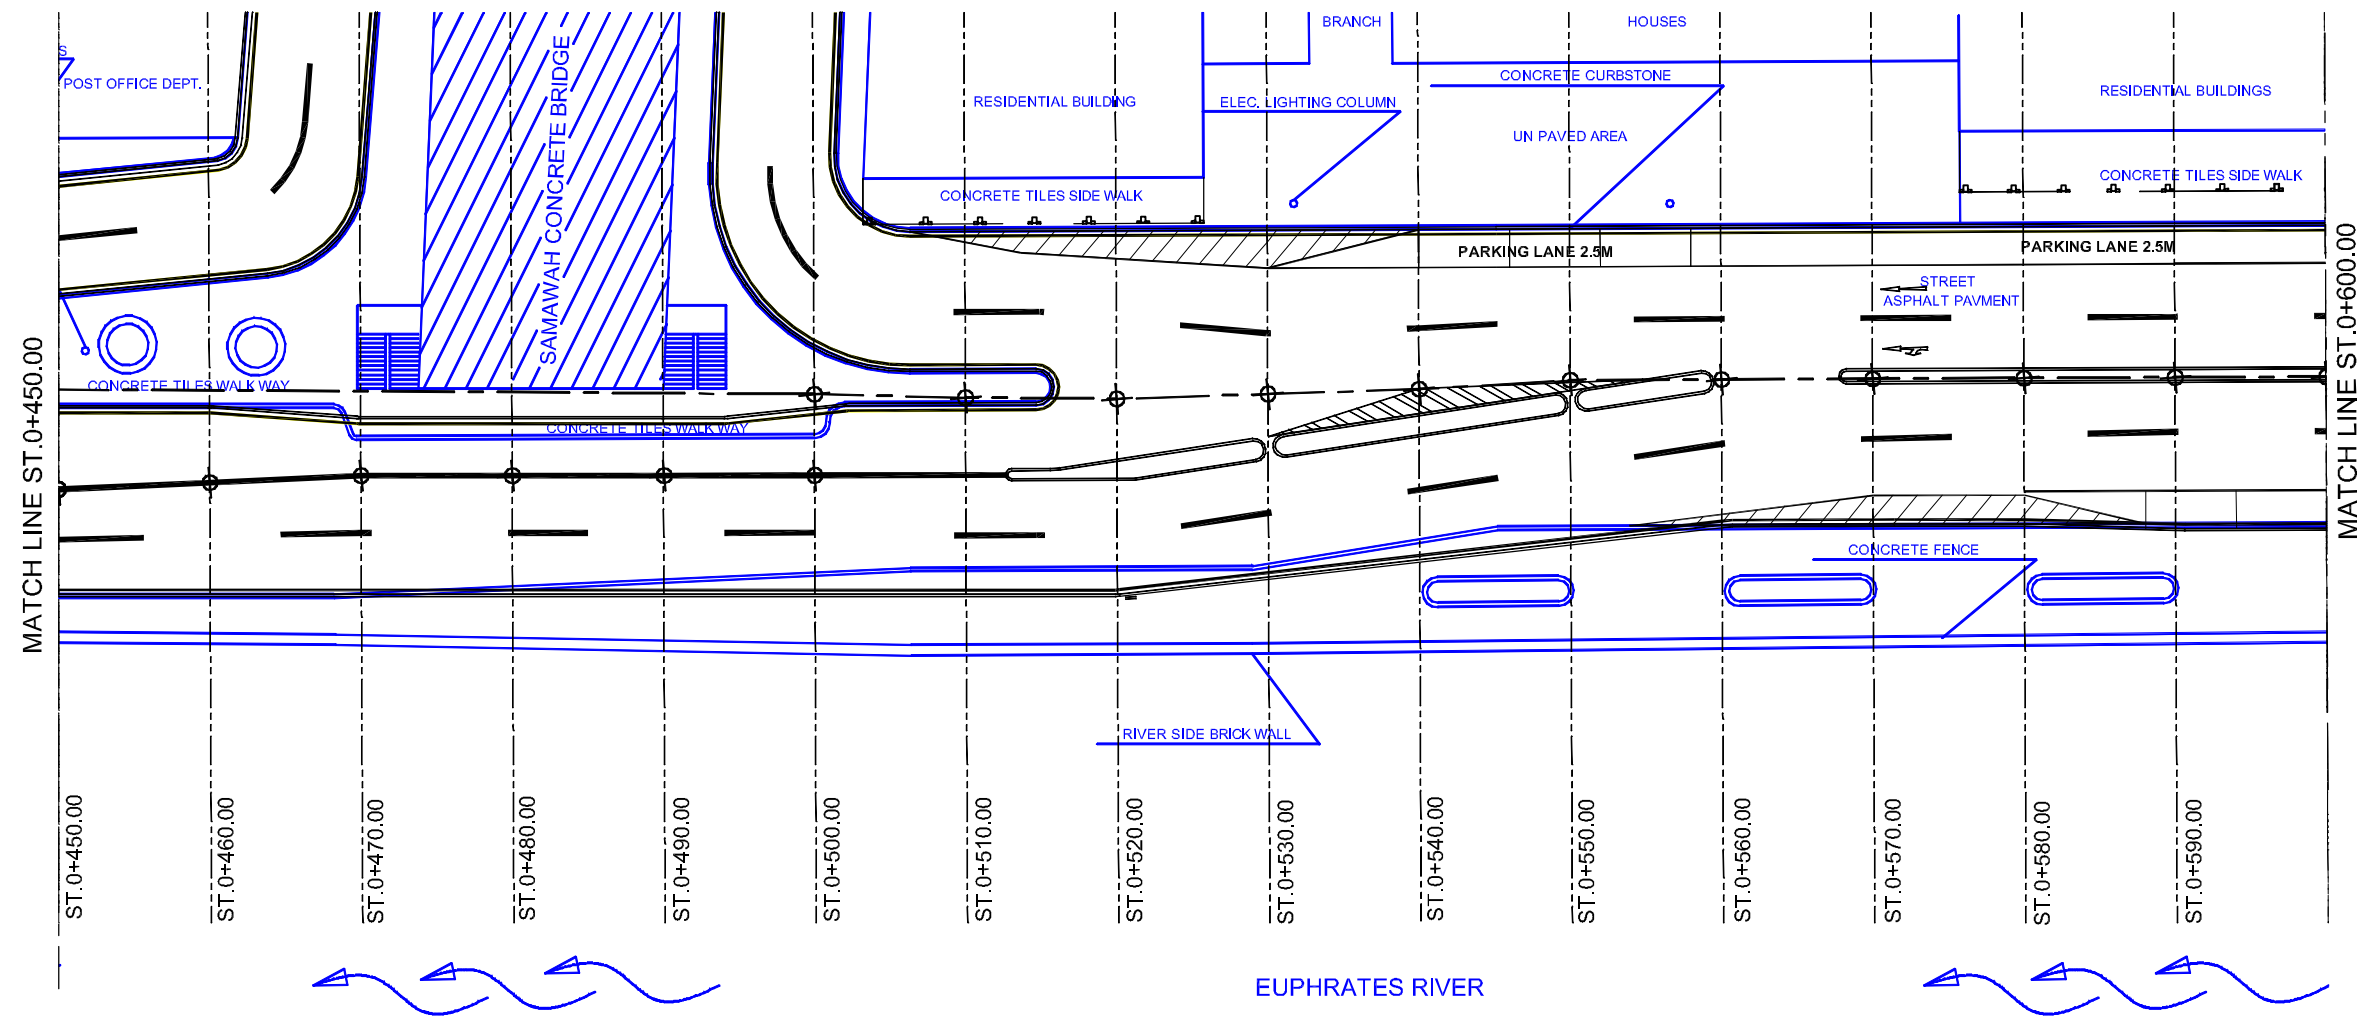 BRANCH
HOUSES
S
POST OFFICE DEPT.
SAMAWAH CONCRETE BRIDGE
RESIDENTIAL BUILDING
ELEC. LIGHTING COLUMN
CONCRETE CURBSTONE
UN PAVED AREA
RESIDENTIAL BUILDINGS
CONCRETE TILES SIDE WALK
CONCRETE TILES SIDE WALK
PARKING LANE 2.5M
PARKING LANE 2.5M
STREET
ASPHALT PAVMENT
CONCRETE TILES WALK WAY
CONCRETE TILES WALK WAY
MATCH LINE ST.0+450.00
MATCH LINE ST.0+600.00
CONCRETE FENCE
RIVER SIDE BRICK WALL
ST.0+450.00
ST.0+460.00
ST.0+470.00
ST.0+480.00
ST.0+490.00
ST.0+500.00
ST.0+510.00
ST.0+520.00
ST.0+530.00
ST.0+540.00
ST.0+550.00
ST.0+560.00
ST.0+570.00
ST.0+580.00
ST.0+590.00
EUPHRATES RIVER